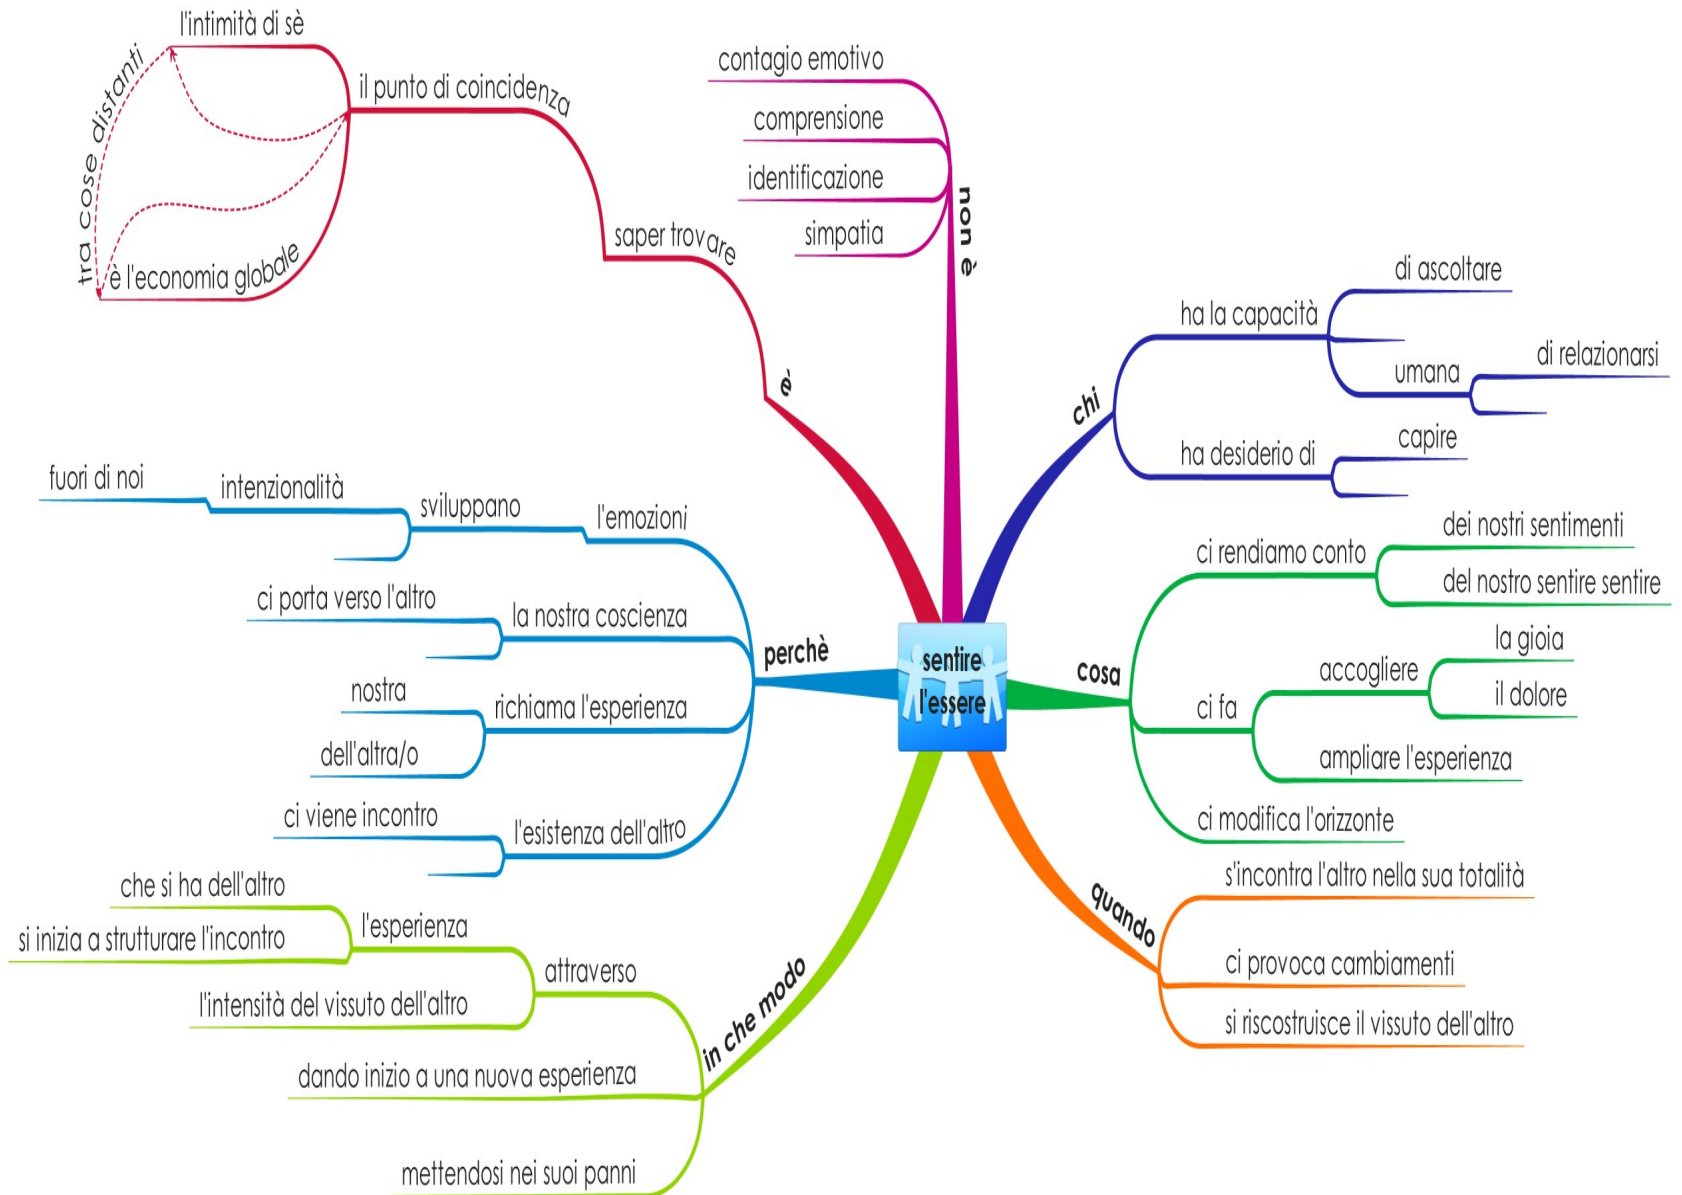 sentire
l'essere
non è
contagio emotivo
comprensione
identificazione
simpatia
chi
ha la capacità
di ascoltare
umana
di relazionarsi
ha desiderio di
capire
cosa
ci rendiamo conto
dei nostri sentimenti
del nostro sentire sentire
ci fa
accogliere
la gioia
il dolore
ampliare l'esperienza
ci modifica l'orizzonte
quando
s'incontra l'altro nella sua totalità
ci provoca cambiamenti
si riscostruisce il vissuto dell'altro
in che modo
attraverso
l'esperienza
che si ha dell'altro
si inizia a strutturare l'incontro
l'intensità del vissuto dell'altro
dando inizio a una nuova esperienza
mettendosi nei suoi panni
perchè
l'emozioni
sviluppano
intenzionalità
fuori di noi
la nostra coscienza
ci porta verso l'altro
richiama l'esperienza
nostra
dell'altra/o
l'esistenza dell'altro
ci viene incontro
è
saper trovare
il punto di coincidenza
l'intimità di sè
è l'economia globale
tra cose distanti